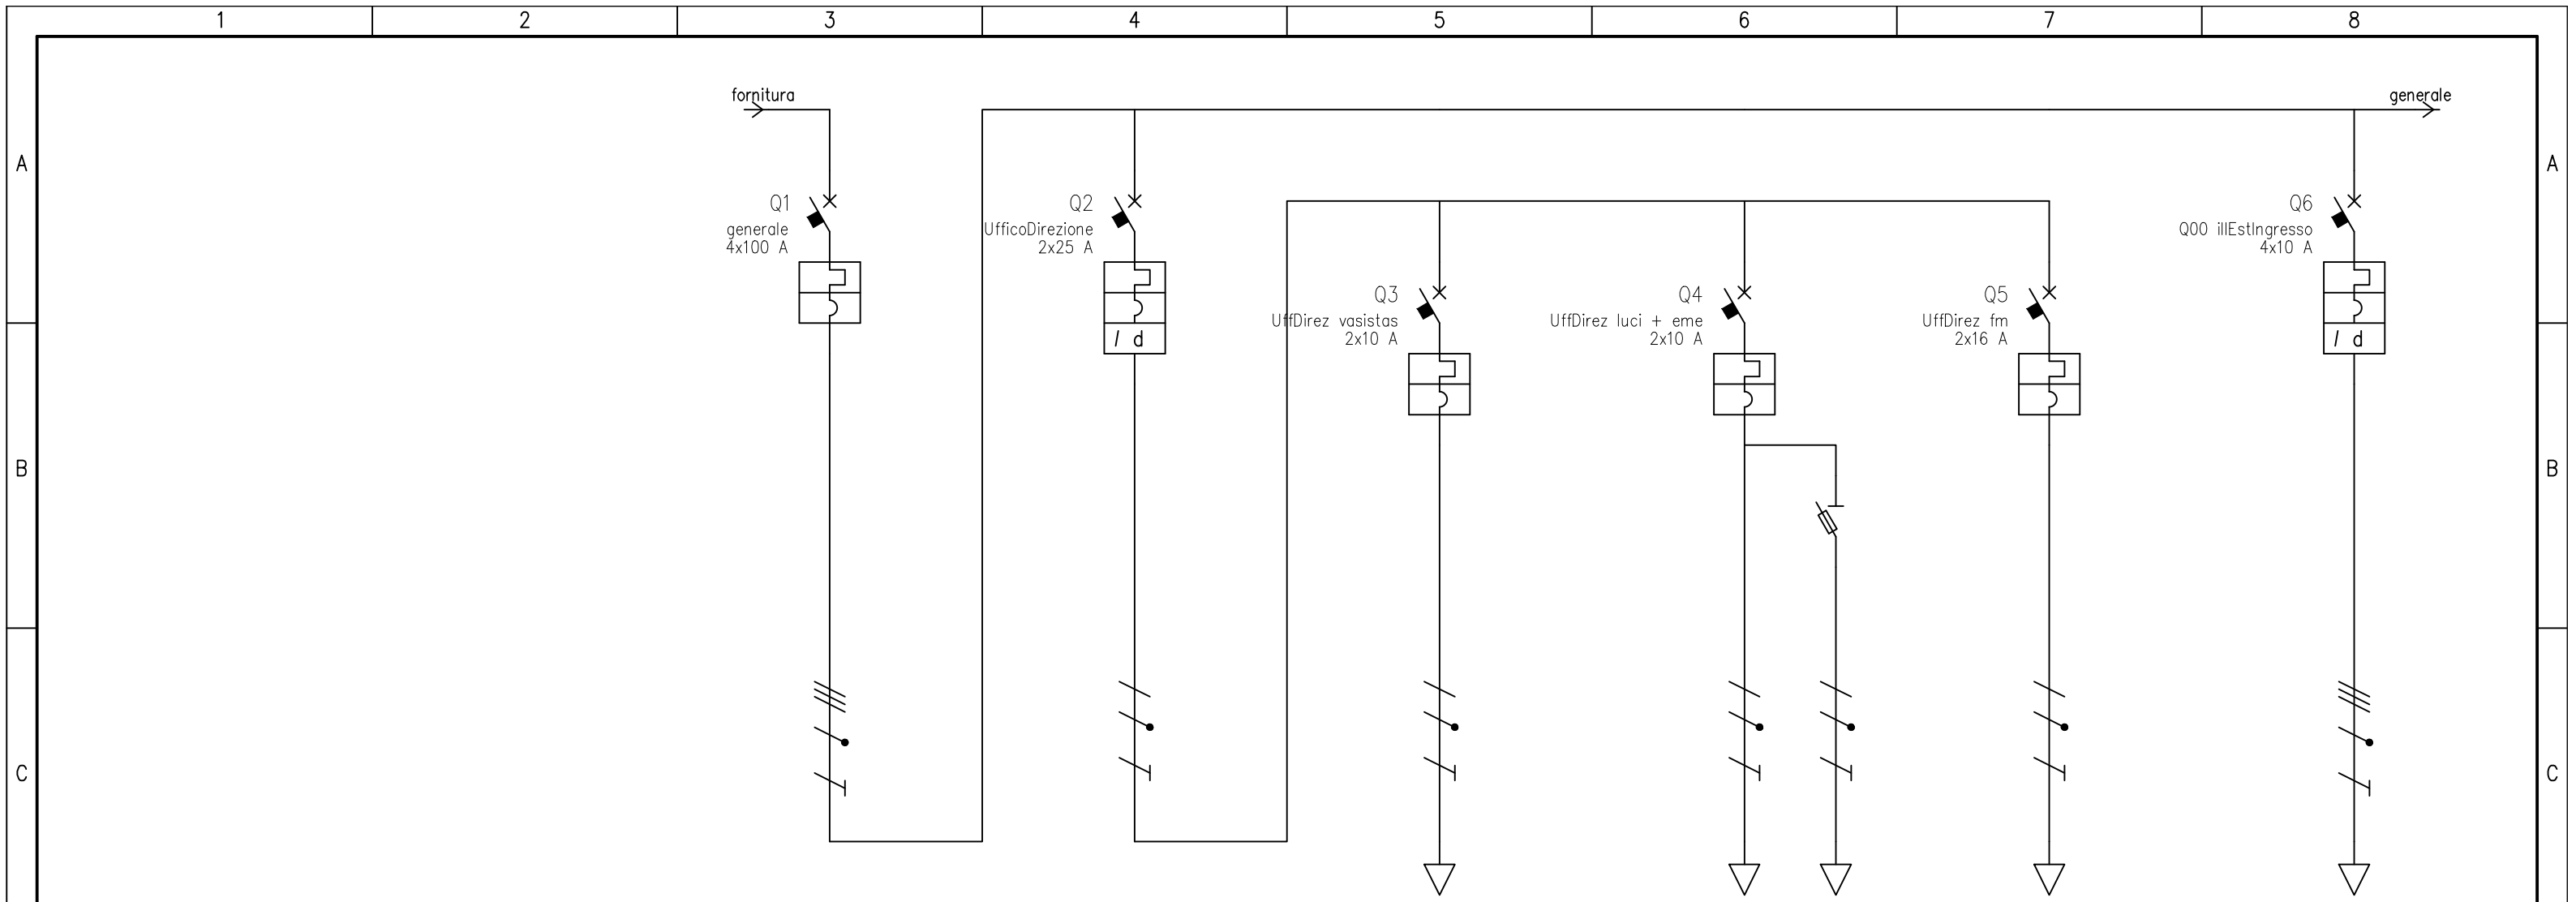 1 2 3 4 5 6 7 8
fornitura
generale
A A
Q1
generale
4x100 A
Q2
UfficoDirezione
2x25 A
Q6
Q00 illEstIngresso
4x10 A
Q3
UffDirez vasistas
2x10 A
Q4
UffDirez luci + eme
2x10 A
Q5
UffDirez fm
2x16 A
I d
I d
B B
C C